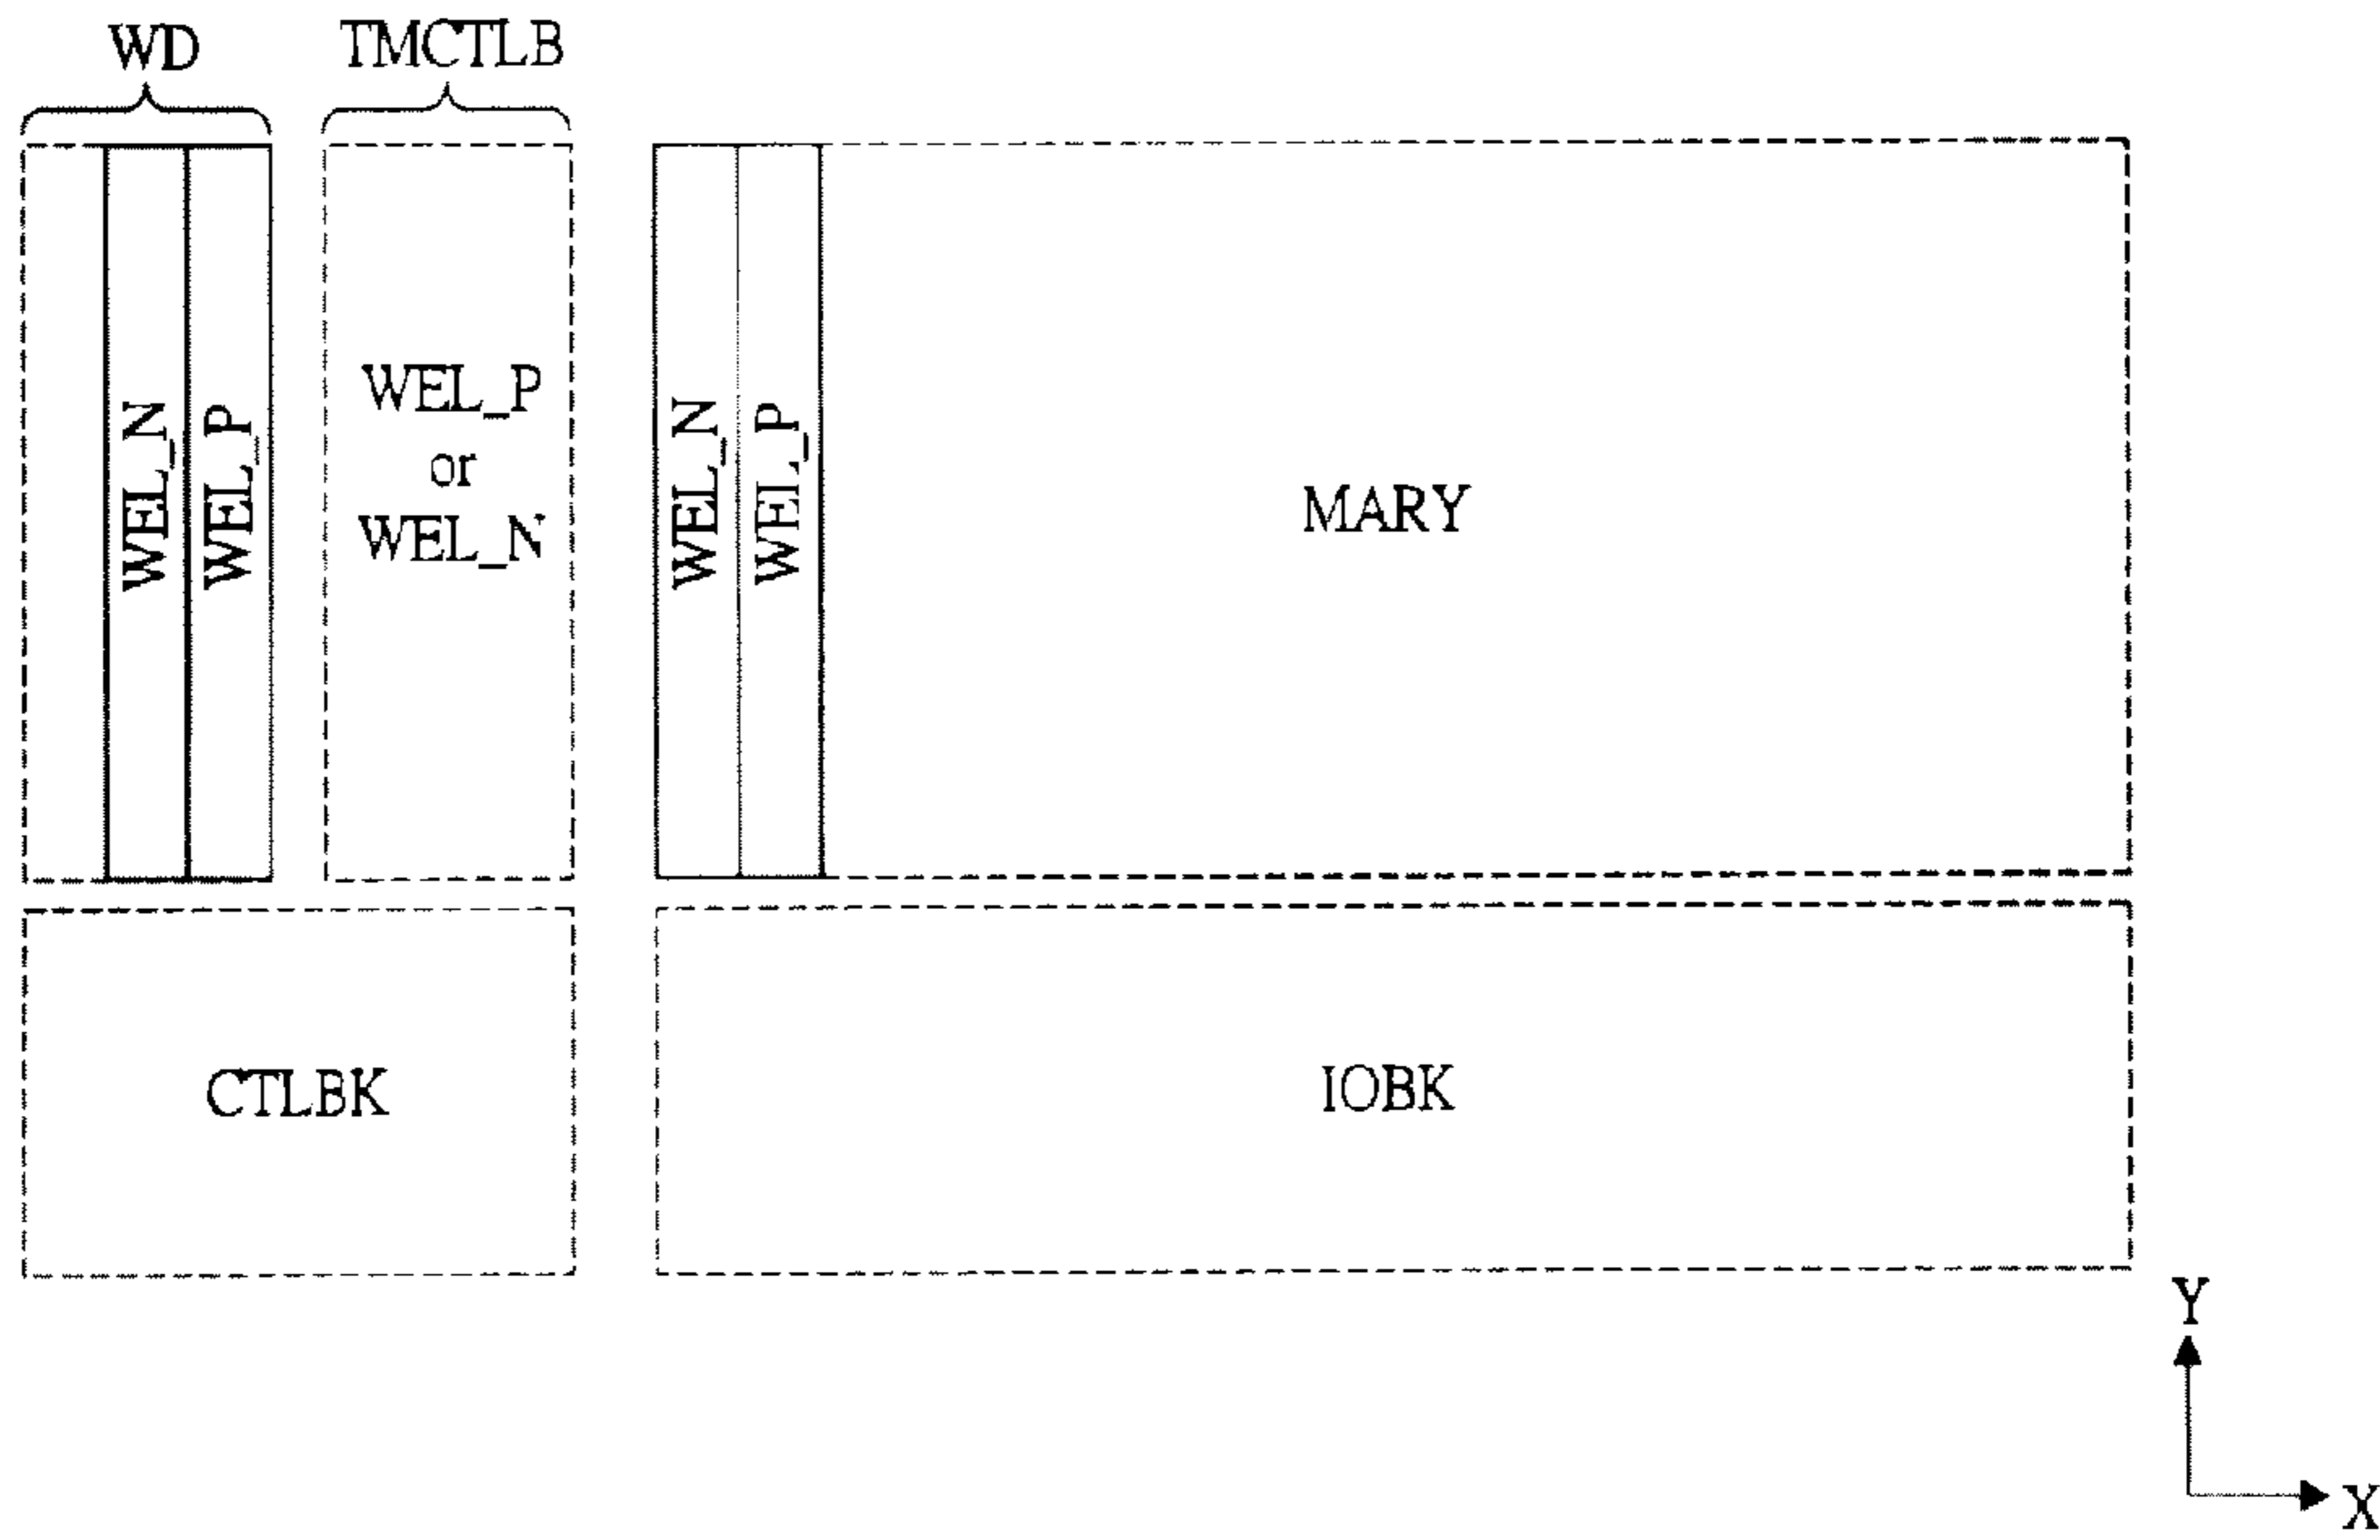 WD
TMCTLB
WEL_N
WEL_P
WEL_P
or
WEL_N
WEL_N
WEL_P
MARY
CTLBK
IOBK
Y
X